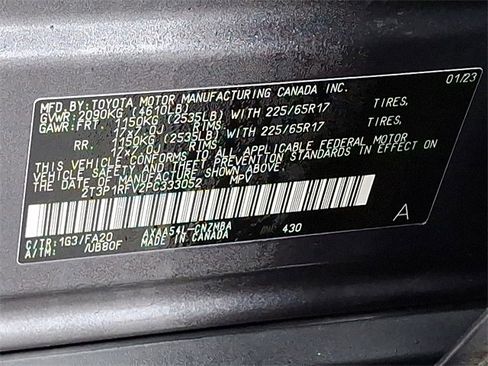 MFD. BY: TOYOTA MOTOR MANUFACTURING CANADA INC. 01/23
GVWR: 2090KG ( 4610LB)
GAWR: FRT. 1150KG (2535LB) WITH 225/65R17 TIRES,
17X7.0J RIMS,
RR. 1150KG (2535LB) WITH 225/65R17 TIRES,
17X7.0J RIMS
THIS VEHICLE CONFORMS TO ALL APPLICABLE FEDERAL MOTOR
VEHICLE SAFETY AND THEFT PREVENTION STANDARDS IN EFFECT ON
THE DATE OF MANUFACTURE SHOWN ABOVE.
2T3P1RFV2PC333052 MPV
C/TR: 1G3/FA20 AXAA54L-CNZMBA 430 A
A/TM: /UB80F MADE IN CANADA